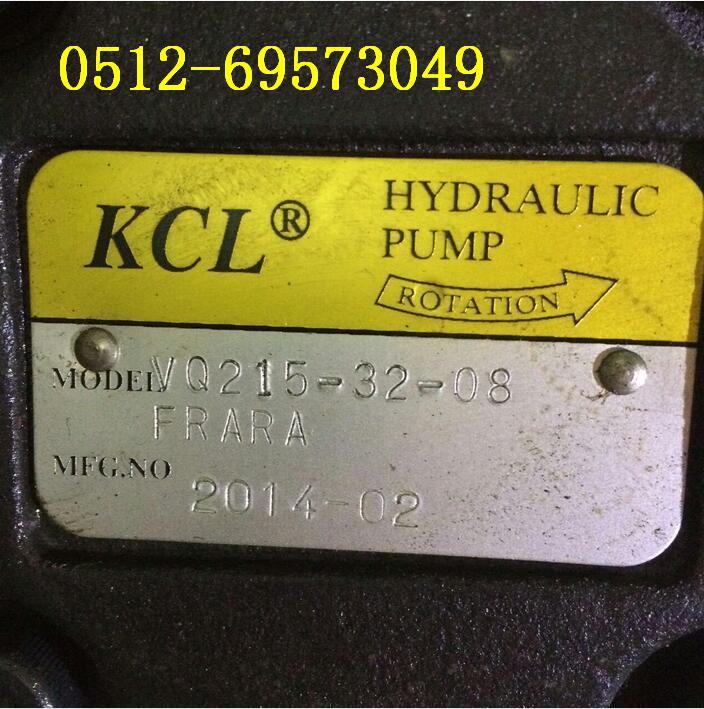 0512-69573049
KCL® HYDRAULIC
PUMP
ROTATION
MODEL VQ215-32-08
FRARA
MFG.NO
2014-02